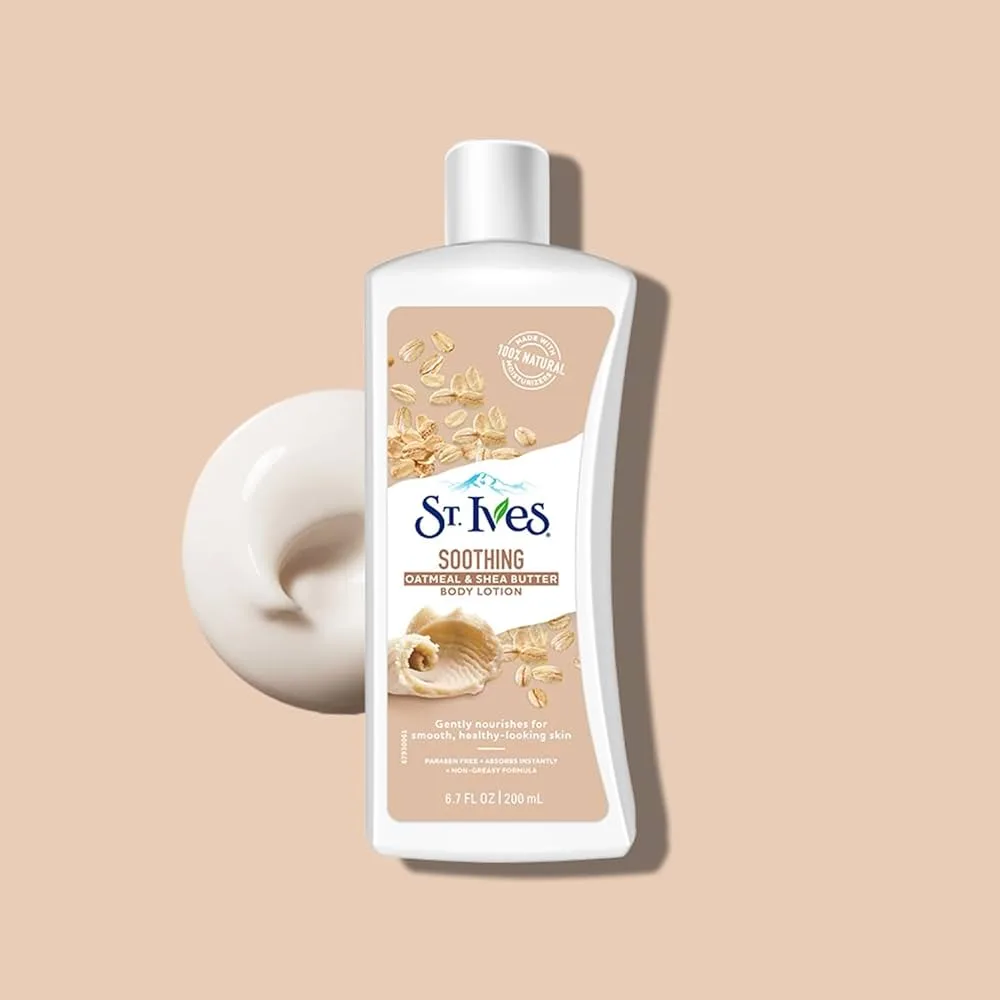 MADE WITH
100% NATURAL
MOISTURIZERS
ST. IVES®
SOOTHING
OATMEAL & SHEA BUTTER
BODY LOTION
Gently nourishes for
smooth, healthy-looking skin
PARABEN FREE • ABSORBS INSTANTLY
• NON-GREASY FORMULA
6.7 FL OZ | 200 mL